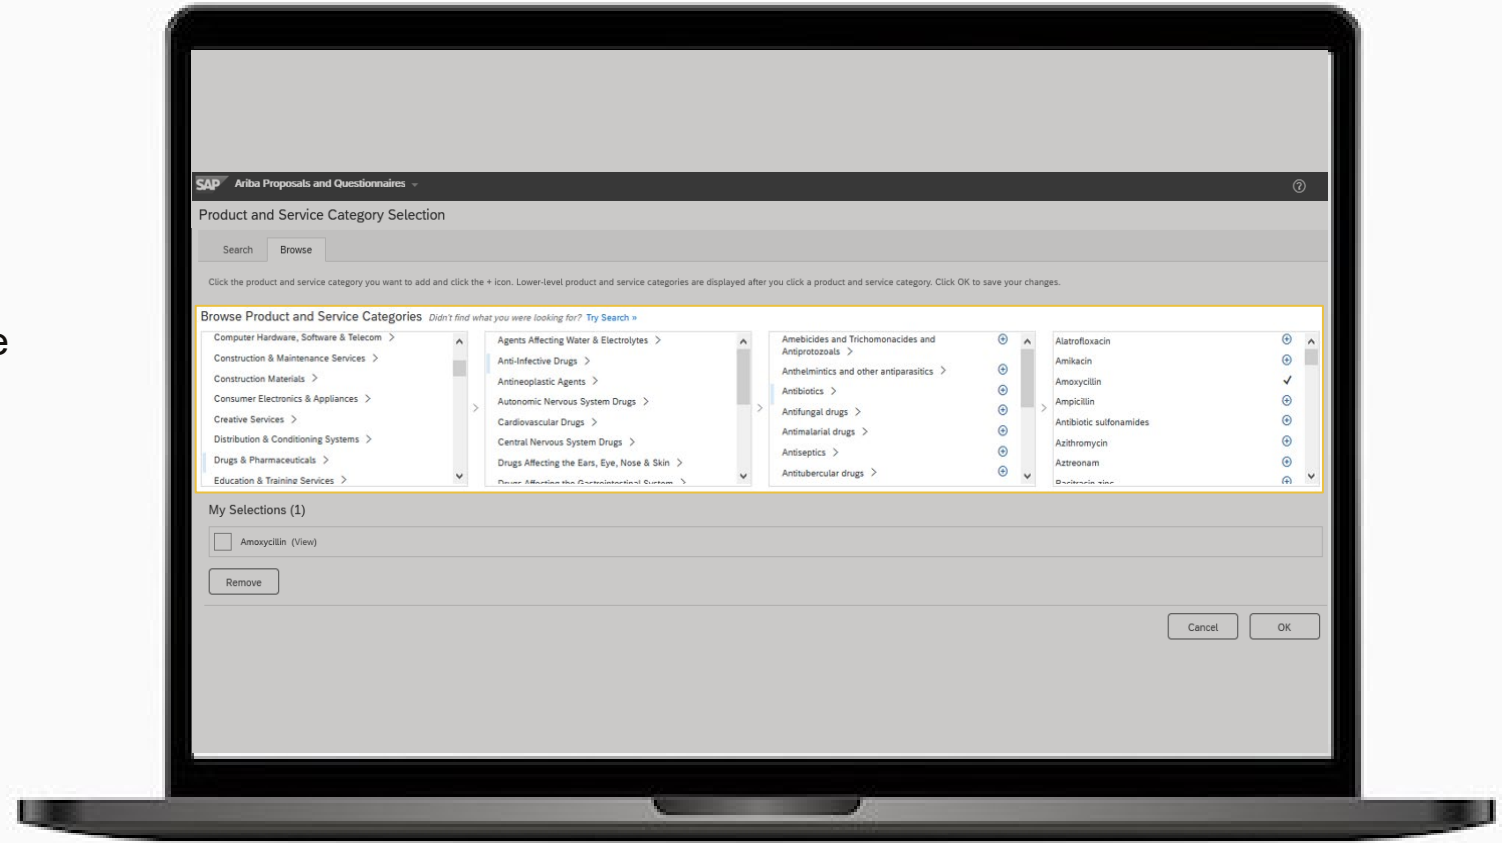 e
SAP Ariba Proposals and Questionnaires
Product and Service Category Selection
Search Browse
Click the product and service category you want to add and click the + icon. Lower-level product and service categories are displayed after you click a product and service category. Click OK to save your changes.
Browse Product and Service Categories Didn't find what you were looking for? Try Search »
Computer Hardware, Software & Telecom >
Construction & Maintenance Services >
Construction Materials >
Consumer Electronics & Appliances >
Creative Services >
Distribution & Conditioning Systems >
Drugs & Pharmaceuticals >
Education & Training Services >
Agents Affecting Water & Electrolytes >
Anti-Infective Drugs >
Antineoplastic Agents >
Autonomic Nervous System Drugs >
Cardiovascular Drugs >
Central Nervous System Drugs >
Drugs Affecting the Ears, Eye, Nose & Skin >
Drugs Affecting the Gastrointestinal System >
Amebicides and Trichomonacides and
Antiprotozoals >
Anthelmintics and other antiparasitics >
Antibiotics >
Antifungal drugs >
Antimalarial drugs >
Antiseptics >
Antitubercular drugs >
Alatrofloxacin
Amikacin
Amoxycillin
Ampicillin
Antibiotic sulfonamides
Azithromycin
Aztreonam
Bacitracin zinc
My Selections (1)
Amoxycillin (View)
Remove
Cancel OK